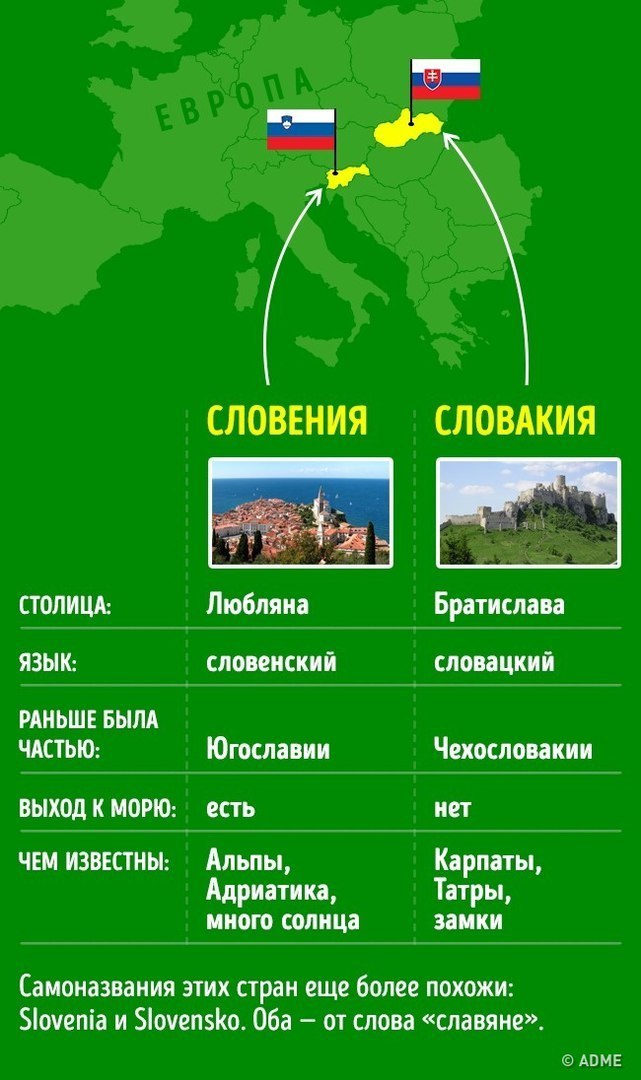 ЕВРОПА
СЛОВЕНИЯ
СЛОВАКИЯ
СТОЛИЦА: Любляна Братислава
ЯЗЫК: словенский словацкий
РАНЬШЕ БЫЛА
ЧАСТЬЮ: Югославии Чехословакии
ВЫХОД К МОРЮ: есть нет
ЧЕМ ИЗВЕСТНЫ: Альпы, Карпаты,
Адриатика, Татры,
много солнца замки
Самоназвания этих стран еще более похожи:
Slovenia и Slovensko. Оба – от слова «славяне».
© ADME